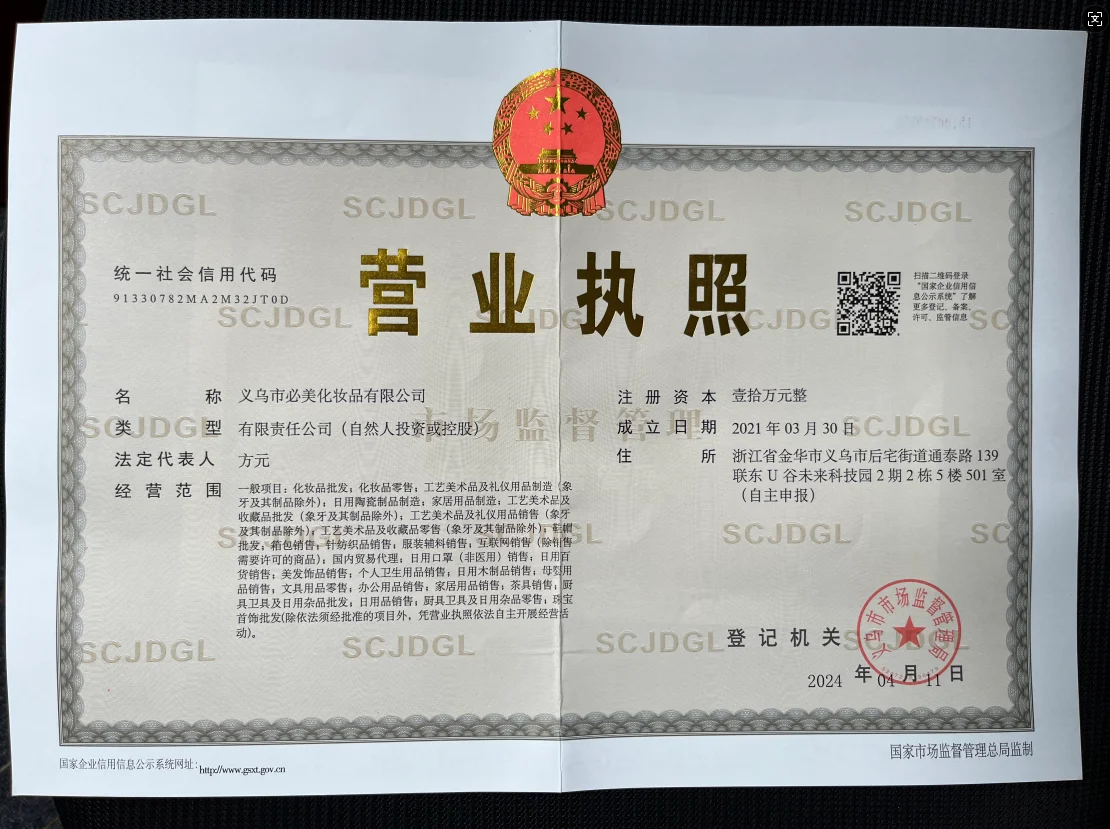 营业执照
统一社会信用代码
91330782MA2M32JT0D
扫描二维码登录
“国家企业信用信
息公示系统”了解
更多登记、备案、
许可、监管信息
名 称 义乌市必美化妆品有限公司
类 型 有限责任公司（自然人投资或控股）
法定代表人 方元
经营范围 一般项目：化妆品批发；化妆品零售；工艺美术品及礼仪用品制造（象
牙及其制品除外）；日用陶瓷制品制造；家居用品制造；工艺美术品及
收藏品批发（象牙及其制品除外）；工艺美术品及礼仪用品销售（象牙
及其制品除外）；工艺美术品及收藏品零售（象牙及其制品除外）；鞋帽
批发；箱包销售；针纺织品销售；服装辅料销售；互联网销售（除销售
需要许可的商品）；国内贸易代理；日用口罩（非医用）销售；日用百
货销售；美发饰品销售；个人卫生用品销售；日用木制品销售；母婴用
品销售；文具用品零售；办公用品销售；家居用品销售；茶具销售；厨
具卫具及日用杂品批发；日用品销售；厨具卫具及日用杂品零售；珠宝
首饰批发(除依法须经批准的项目外，凭营业执照依法自主开展经营活
动)。
注册资本 壹拾万元整
成立日期 2021 年 03 月 30 日
住 所 浙江省金华市义乌市后宅街道通泰路 139
联东 U 谷未来科技园 2 期 2 栋 5 楼 501 室
（自主申报）
登记机关
义乌市市场监督管理局
2024 年 04 月 11 日
国家企业信用信息公示系统网址：http://www.gsxt.gov.cn
国家市场监督管理总局监制
SCJDGL
市场监督管理